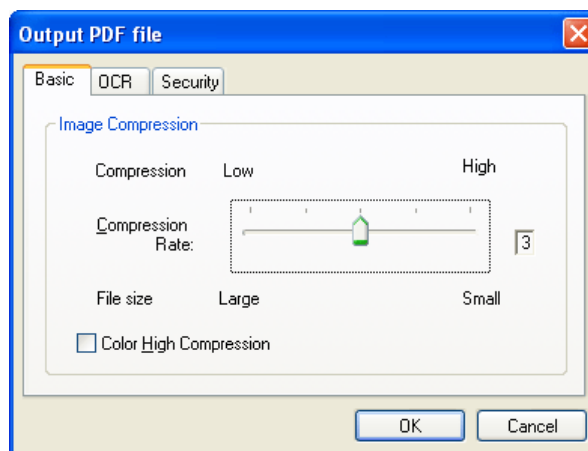 Output PDF file
Basic OCR Security
Image Compression
Compression Low High
Compression
Rate: 3
File size Large Small
Color High Compression
OK Cancel